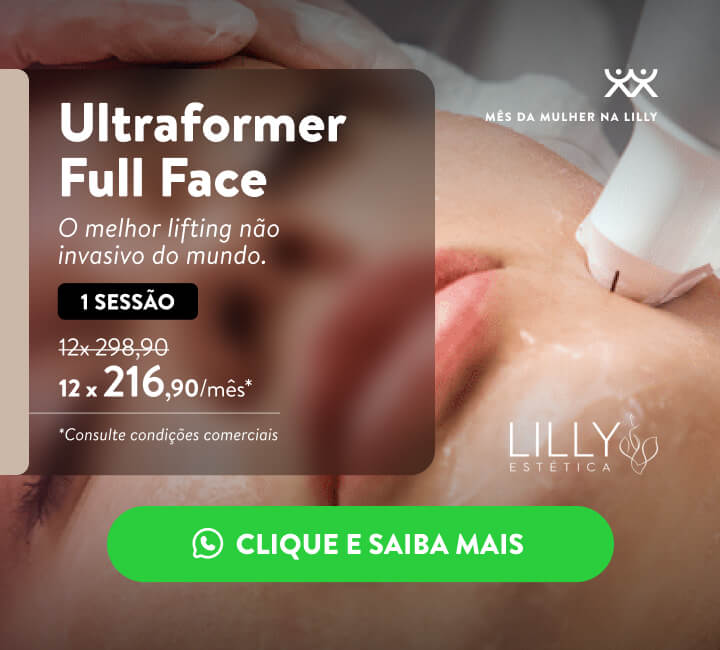 Ultraformer
Full Face
O melhor lifting não
invasivo do mundo.
1 SESSÃO
12x 298,90
12 x 216,90/mês*
*Consulte condições comerciais
MÊS DA MULHER NA LILLY
LILLY
ESTÉTICA
CLIQUE E SAIBA MAIS